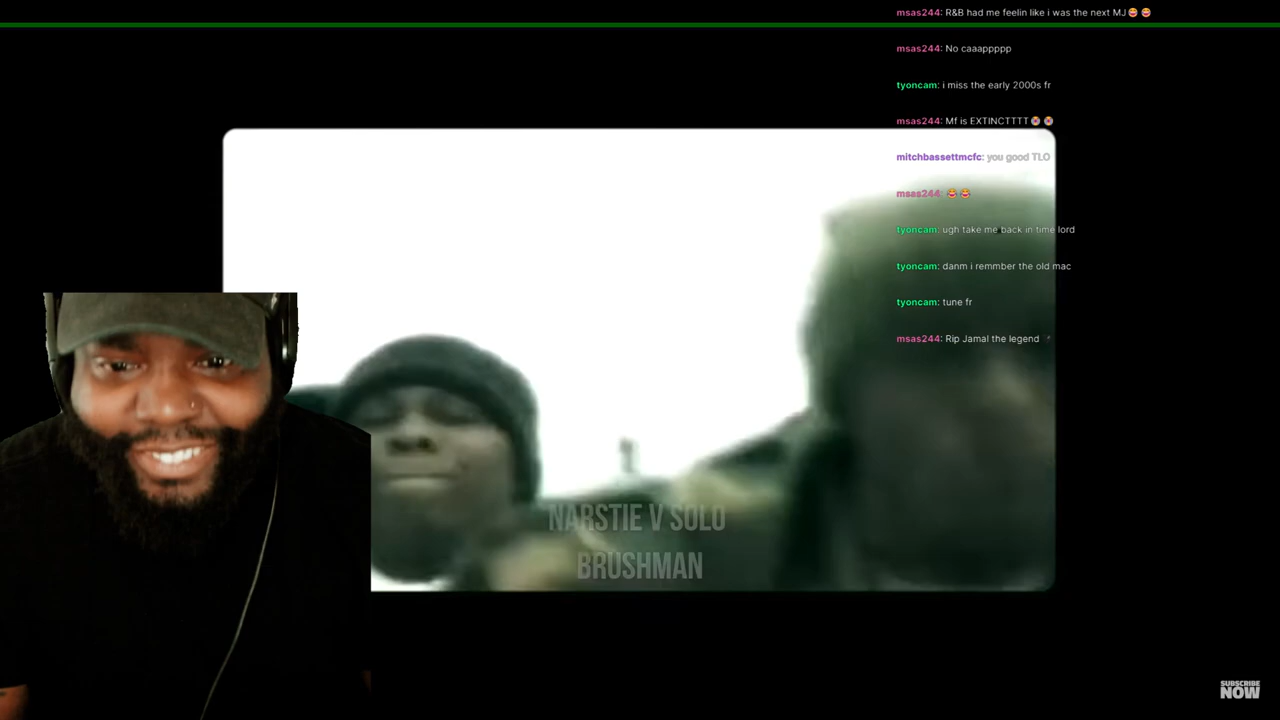 msas244: R&B had me feelin like i was the next MJ😍 😍
msas244: No caaappppp
tyoncam: i miss the early 2000s fr
msas244: Mf is EXTINCTTTT
mitchbassettmcfc: you good TLO
msas244:
tyoncam: ugh take me back in time lord
tyoncam: danm i remmber the old mac
tyoncam: tune fr
msas244: Rip Jamal the legend
NARSTIE V SOLO
BRUSHMAN
SUBSCRIBE
NOW